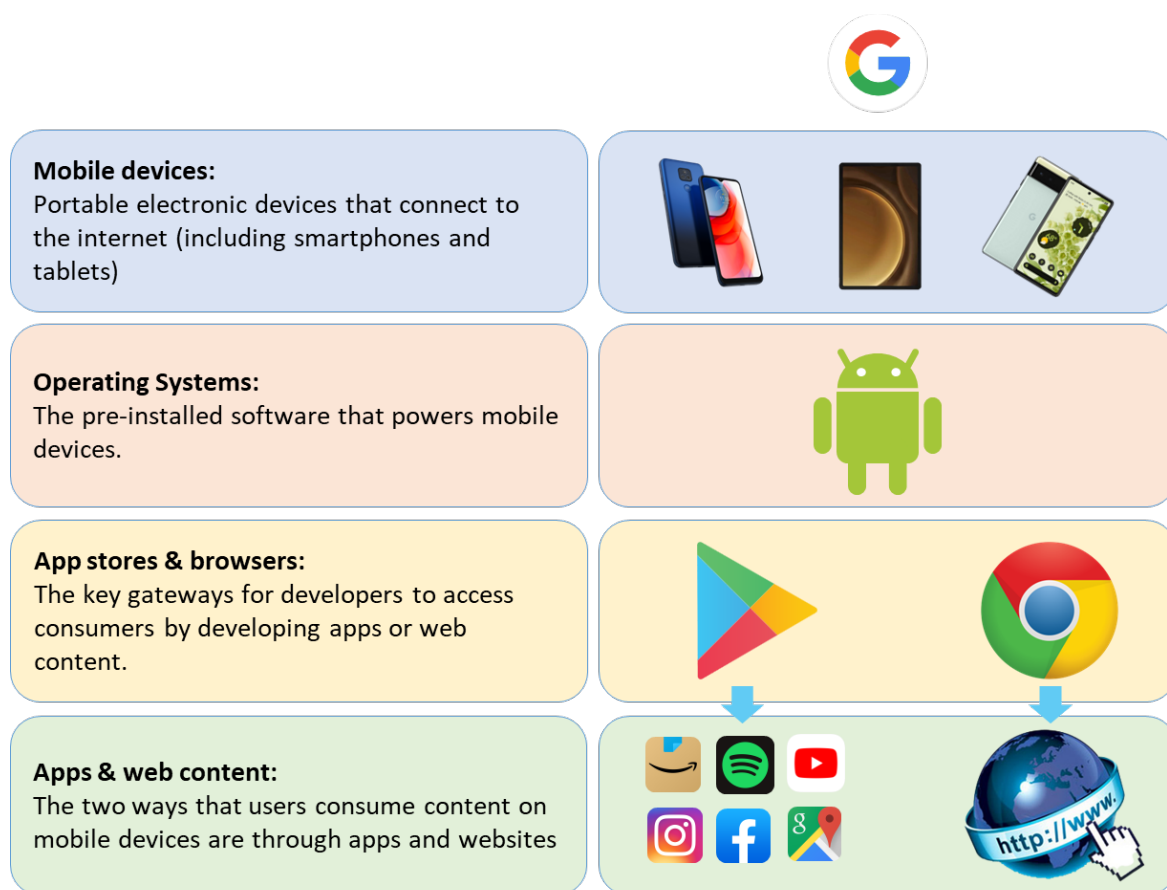 Mobile devices:
Portable electronic devices that connect to
the internet (including smartphones and
tablets)
Operating Systems:
The pre-installed software that powers mobile
devices.
App stores & browsers:
The key gateways for developers to access
consumers by developing apps or web
content.
Apps & web content:
The two ways that users consume content on
mobile devices are through apps and websites
http://www.